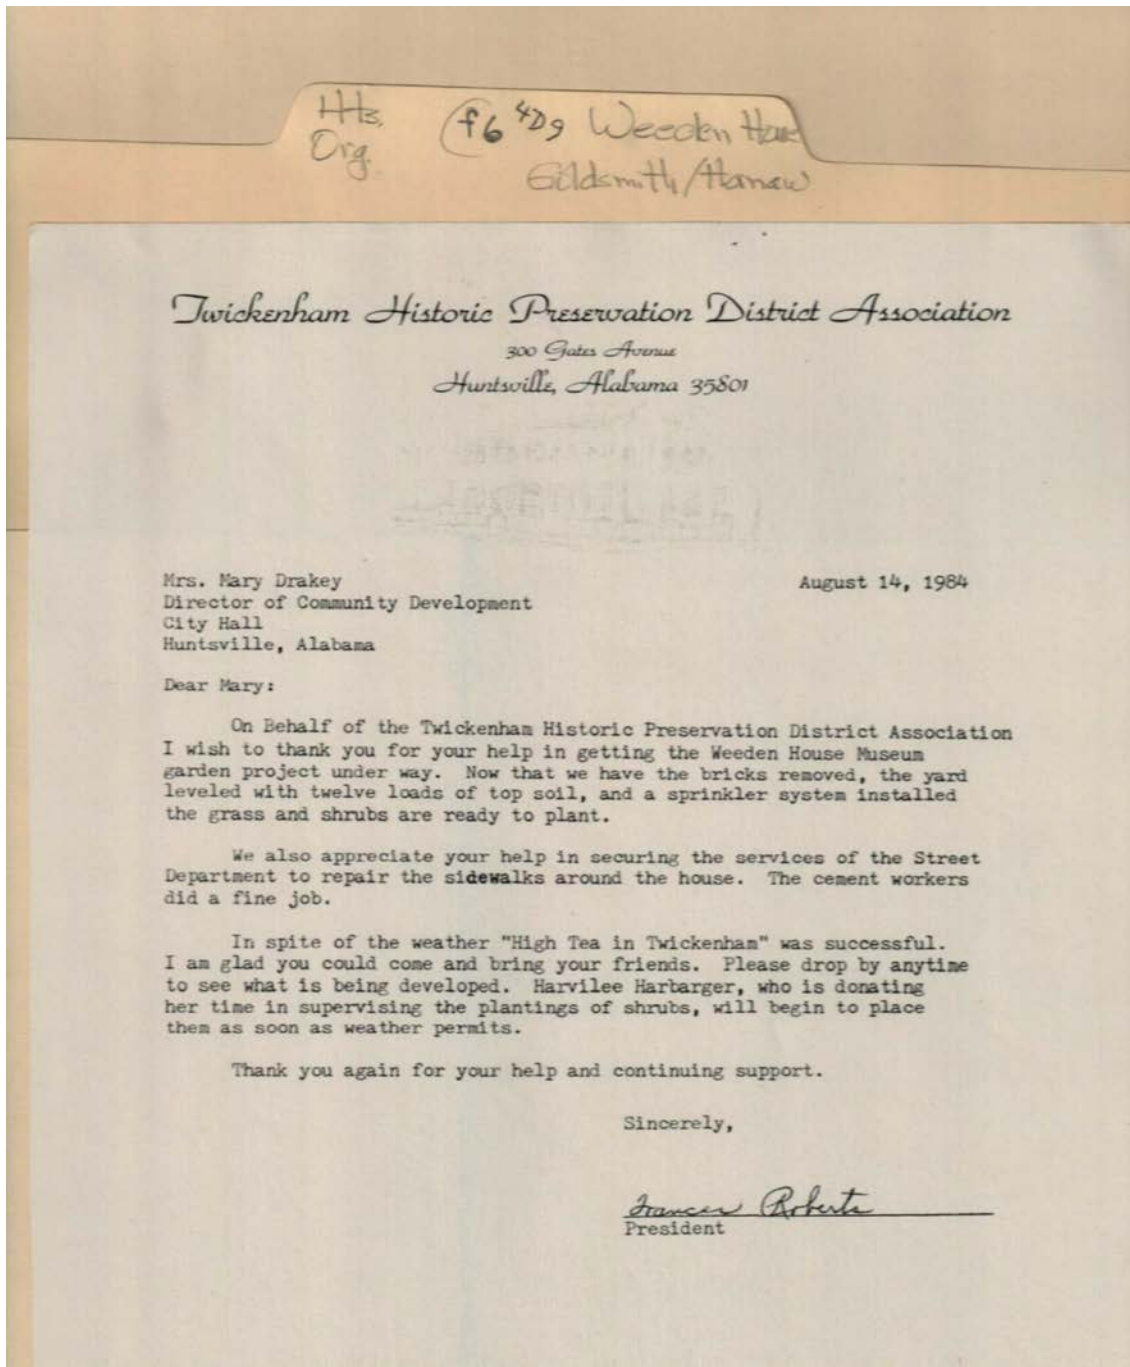 Hts. (f6 4D9 Weeden House
Org. Goldsmith/Harnaw
Twickenham Historic Preservation District Association
300 Gates Avenue
Huntsville, Alabama 35801
Mrs. Mary Drakey August 14, 1984
Director of Community Development
City Hall
Huntsville, Alabama
Dear Mary:
On Behalf of the Twickenham Historic Preservation District Association
I wish to thank you for your help in getting the Weeden House Museum
garden project under way. Now that we have the bricks removed, the yard
leveled with twelve loads of top soil, and a sprinkler system installed
the grass and shrubs are ready to plant.
We also appreciate your help in securing the services of the Street
Department to repair the sidewalks around the house. The cement workers
did a fine job.
In spite of the weather "High Tea in Twickenham" was successful.
I am glad you could come and bring your friends. Please drop by anytime
to see what is being developed. Harvilee Harbarger, who is donating
her time in supervising the plantings of shrubs, will begin to place
them as soon as weather permits.
Thank you again for your help and continuing support.
Sincerely,
Frances Roberts
President